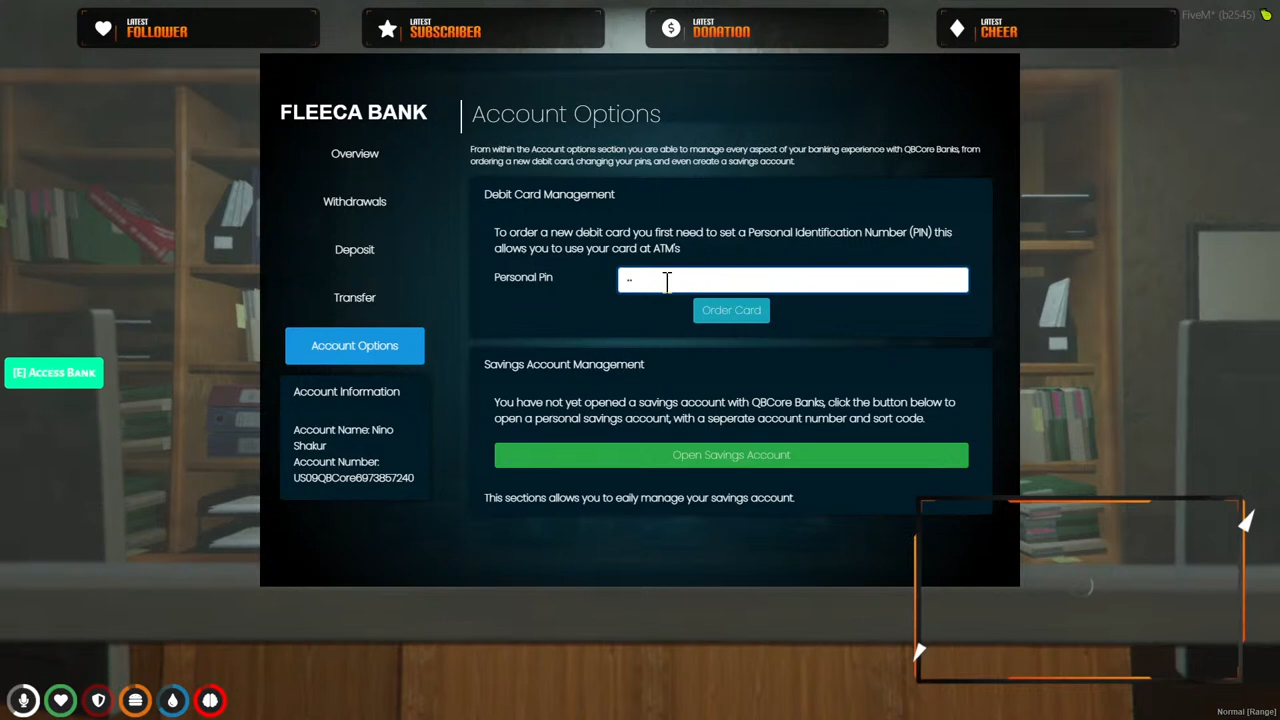 LATEST
FOLLOWER
LATEST
SUBSCRIBER
LATEST
DONATION
LATEST
CHEER
FiveM* (b2545)
FLEECA BANK
Overview
Withdrawals
Deposit
Transfer
Account Options
Account Information
Account Name: Nino
Shakur
Account Number:
US09QBCore6973857240
Account Options
From within the Account options section you are able to manage every aspect of your banking experience with QBCore Banks, from
ordering a new debit card, changing your pins, and even create a savings account.
Debit Card Management
To order a new debit card you first need to set a Personal Identification Number (PIN) this
allows you to use your card at ATM's
Personal Pin
Order Card
Savings Account Management
You have not yet opened a savings account with QBCore Banks, click the button below to
open a personal savings account, with a seperate account number and sort code.
Open Savings Account
This sections allows you to eaily manage your savings account.
[E] ACCESS BANK
Normal [Range]